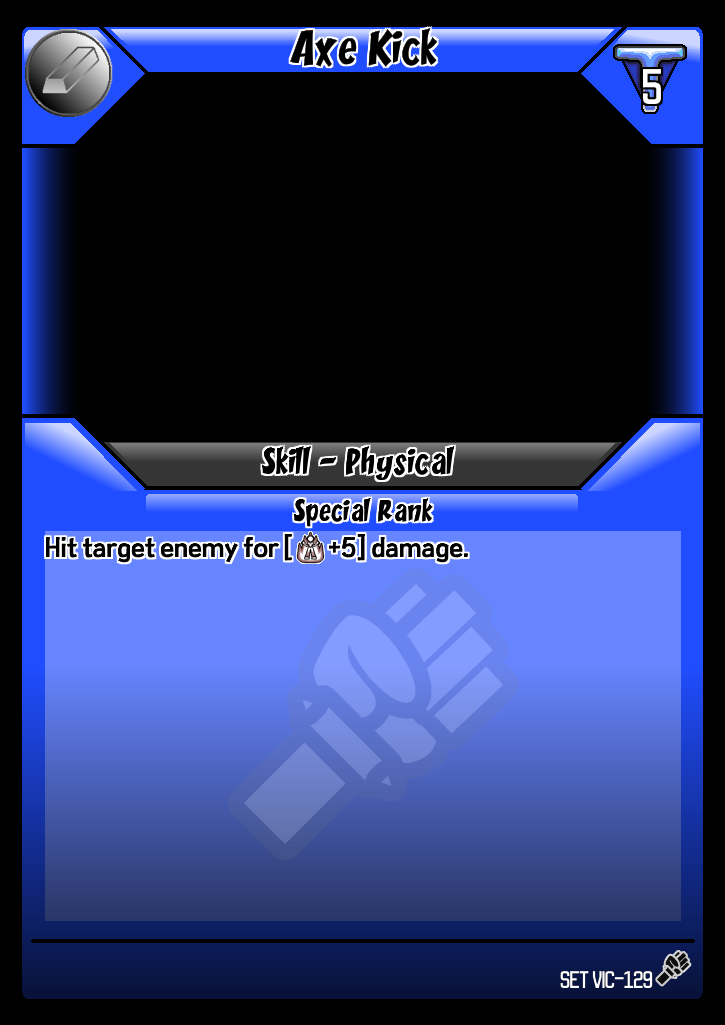 Axe Kick
5
Skill - Physical
Special Rank
Hit target enemy for [ +5] damage.
SET VIC-129